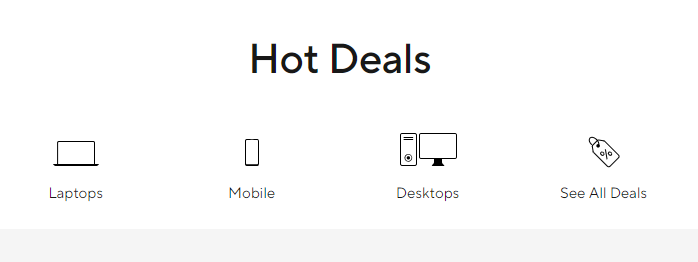 Hot Deals
Laptops
Mobile
Desktops
See All Deals